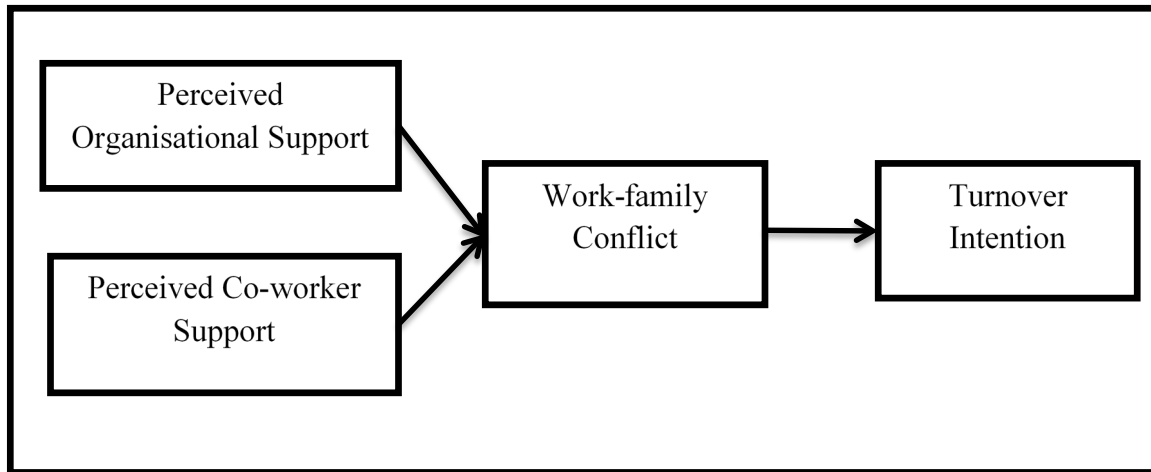 Perceived
Organisational Support
Work-family
Conflict
Turnover
Intention
Perceived Co-worker
Support